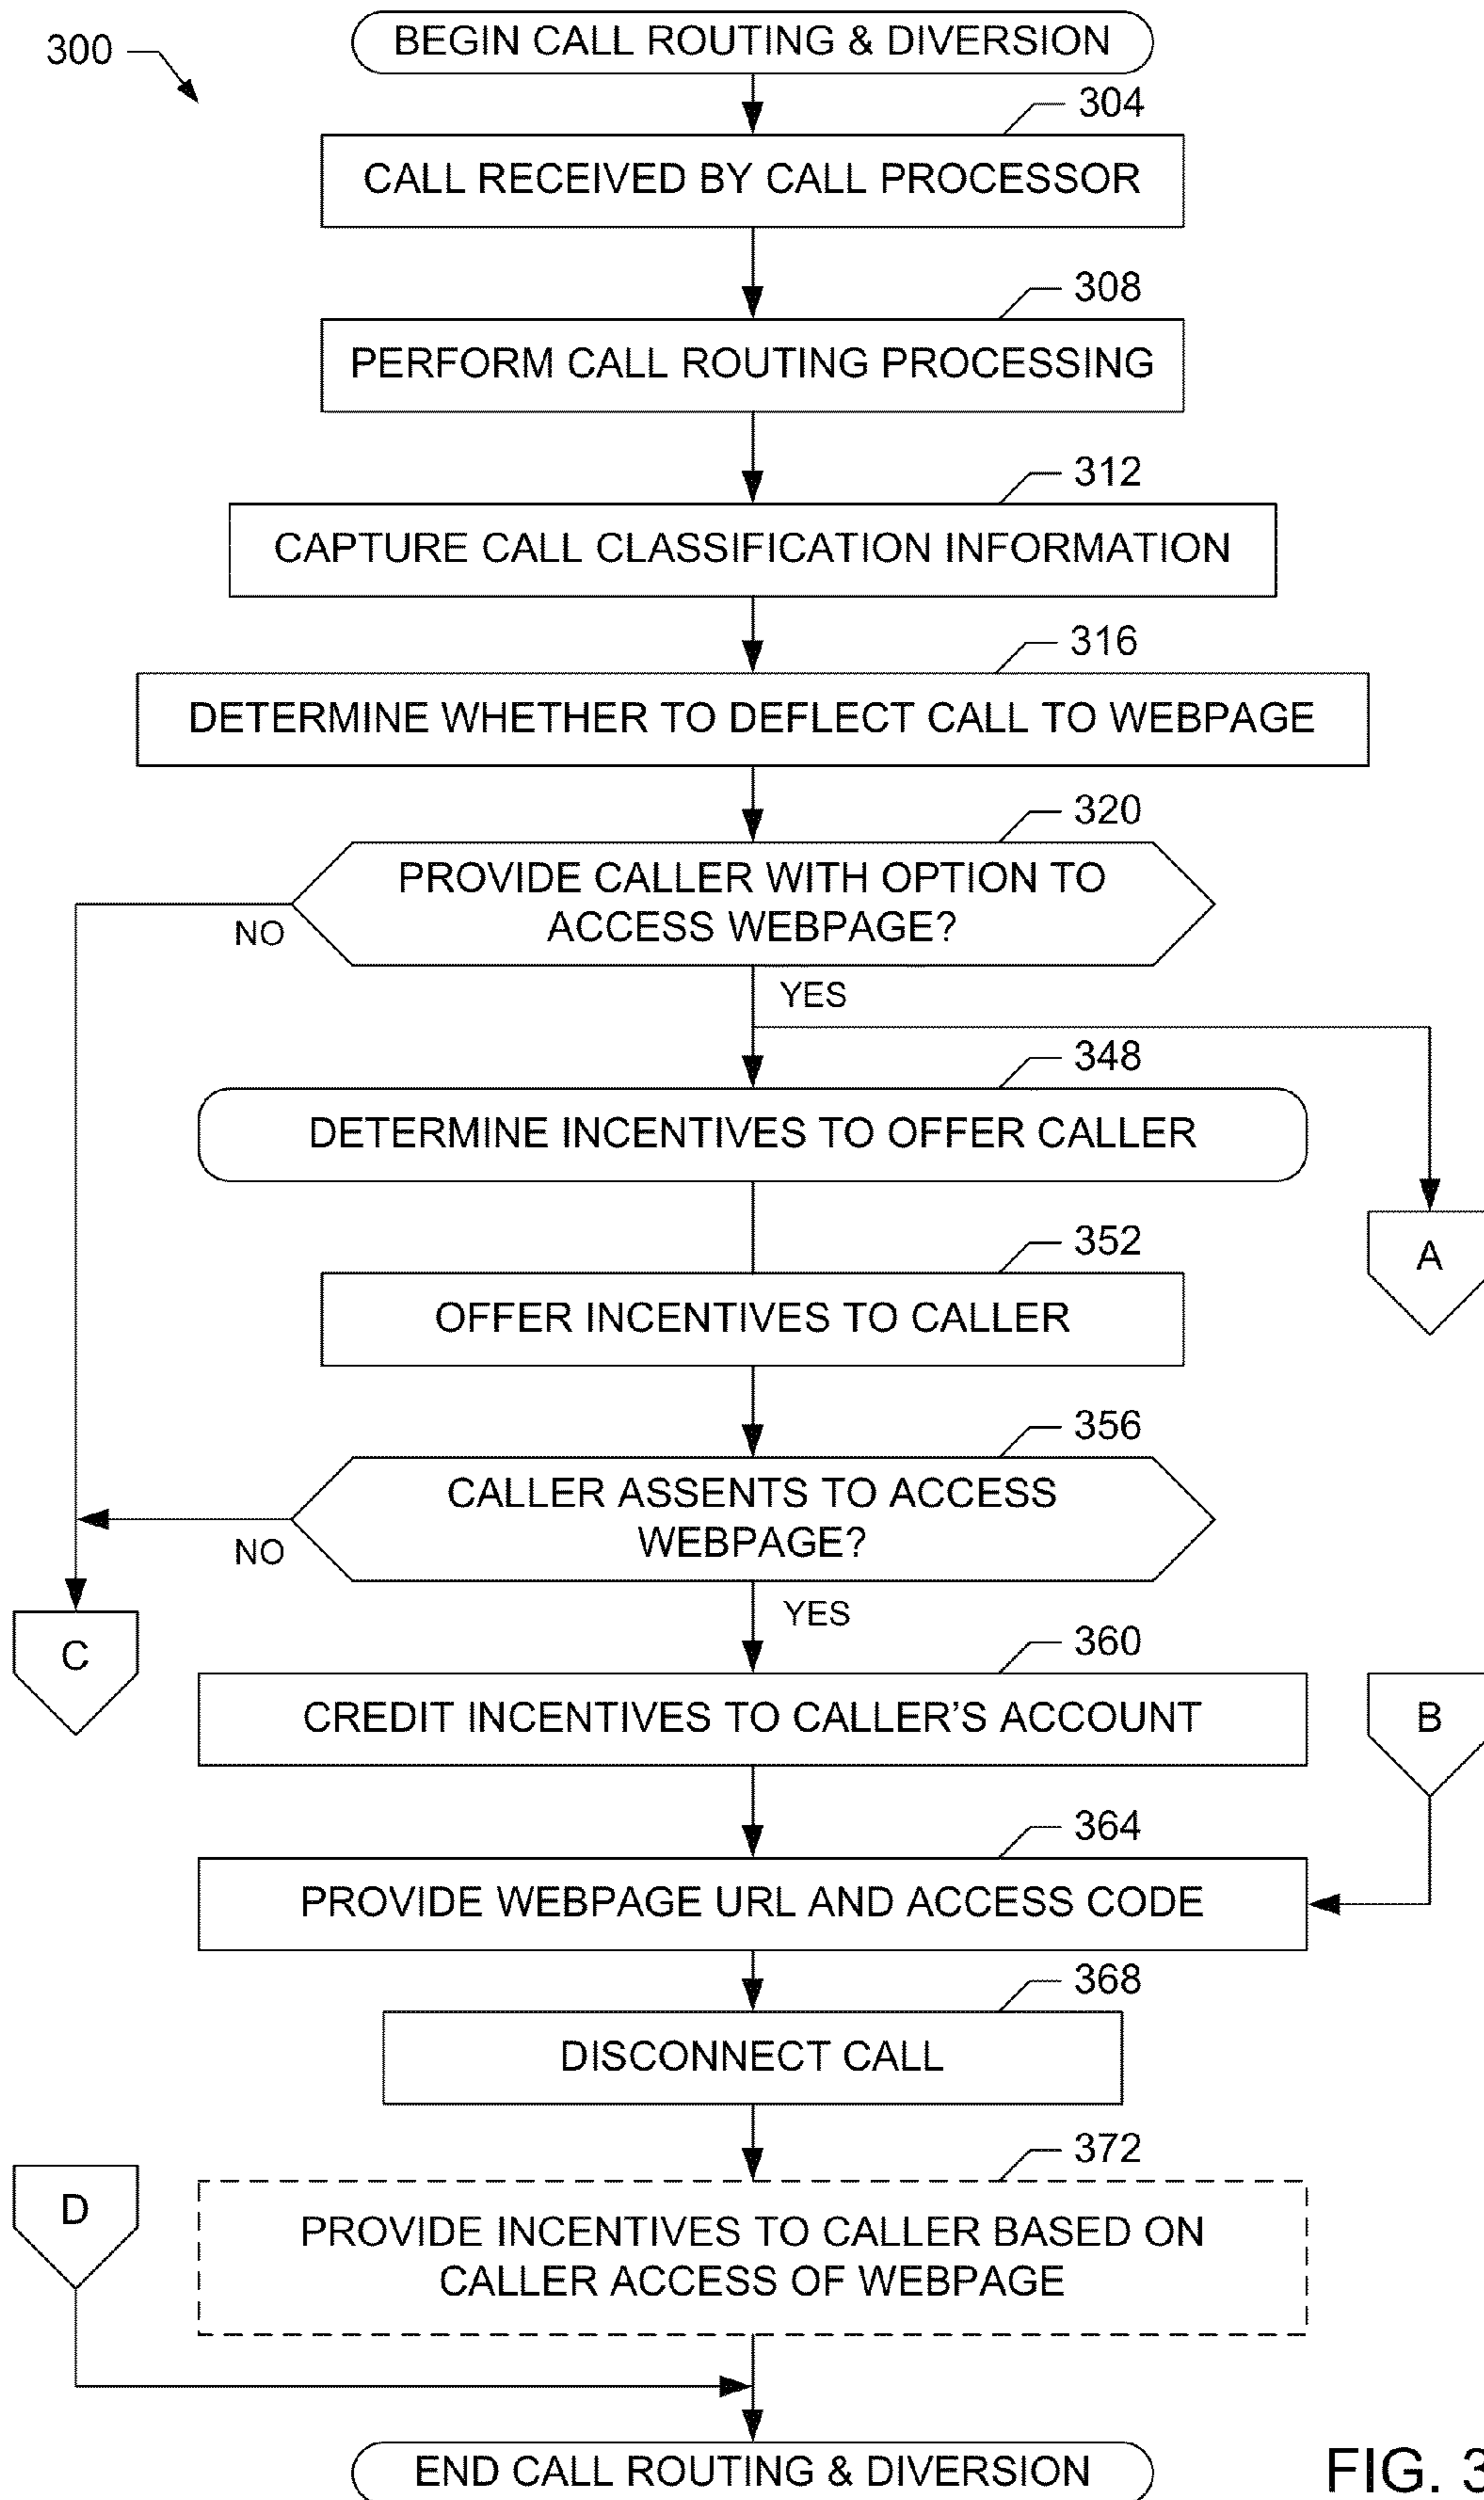 300
BEGIN CALL ROUTING & DIVERSION
304
CALL RECEIVED BY CALL PROCESSOR
308
PERFORM CALL ROUTING PROCESSING
312
CAPTURE CALL CLASSIFICATION INFORMATION
316
DETERMINE WHETHER TO DEFLECT CALL TO WEBPAGE
320
PROVIDE CALLER WITH OPTION TO
ACCESS WEBPAGE?
NO
YES
348
DETERMINE INCENTIVES TO OFFER CALLER
A
352
OFFER INCENTIVES TO CALLER
356
CALLER ASSENTS TO ACCESS
WEBPAGE?
NO
YES
C
360
CREDIT INCENTIVES TO CALLER’S ACCOUNT
B
364
PROVIDE WEBPAGE URL AND ACCESS CODE
368
DISCONNECT CALL
372
D
PROVIDE INCENTIVES TO CALLER BASED ON
CALLER ACCESS OF WEBPAGE
END CALL ROUTING & DIVERSION
FIG. 3